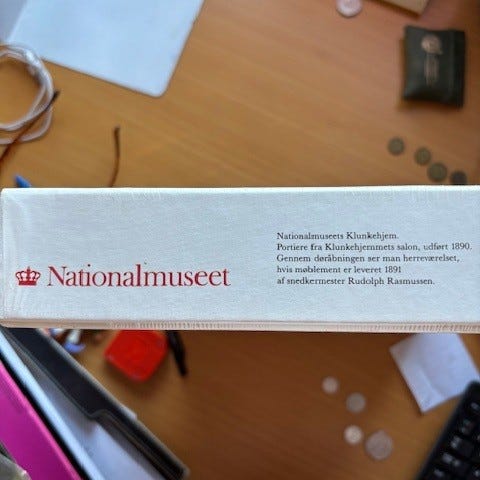 Nationalmuseet
Nationalmuseets Klunkehjem.
Portiere fra Klunkehjemmets salon, udført 1890.
Gennem døråbningen ser man herreværelset,
hvis møblement er leveret 1891
af snedkermester Rudolph Rasmussen.